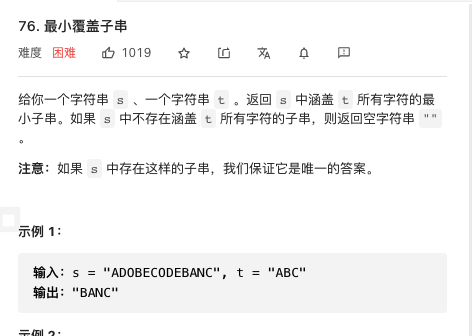 76. 最小覆盖子串
难度 困难 1019
给你一个字符串 s 、一个字符串 t 。返回 s 中涵盖 t 所有字符的最
小子串。如果 s 中不存在涵盖 t 所有字符的子串，则返回空字符串 ""
。
注意：如果 s 中存在这样的子串，我们保证它是唯一的答案。
示例 1：
输入：s = "ADOBECODEBANC", t = "ABC"
输出："BANC"
示例 2：